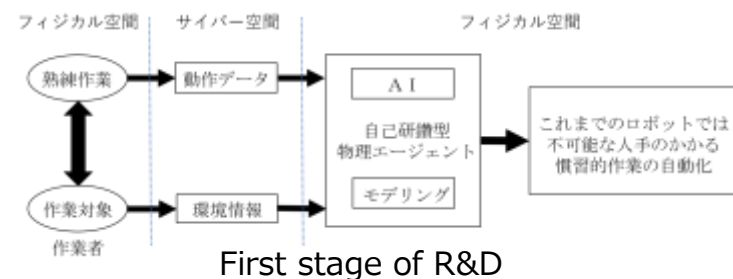 フィジカル空間
サイバー空間
フィジカル空間
熟練作業
動作データ
AI
自己研鑽型
物理エージェント
モデリング
これまでのロボットでは
不可能な人手のかかる
慣習的作業の自動化
作業対象
環境情報
作業者
First stage of R&D